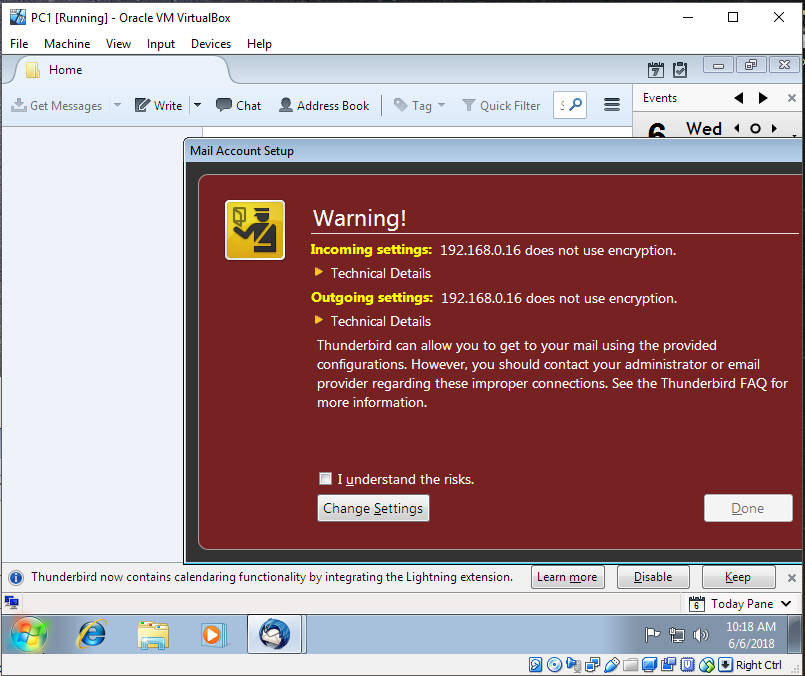 PC1 [Running] - Oracle VM VirtualBox
File Machine View Input Devices Help
Home
7
Get Messages Write Chat Address Book Tag Quick Filter
Events
6 Wed
Mail Account Setup
Warning!
Incoming settings: 192.168.0.16 does not use encryption.
Technical Details
Outgoing settings: 192.168.0.16 does not use encryption.
Technical Details
Thunderbird can allow you to get to your mail using the provided
configurations. However, you should contact your administrator or email
provider regarding these improper connections. See the Thunderbird FAQ for
more information.
I understand the risks.
Change Settings Done
Thunderbird now contains calendaring functionality by integrating the Lightning extension. Learn more Disable Keep
6 Today Pane
10:18 AM
6/6/2018
Right Ctrl